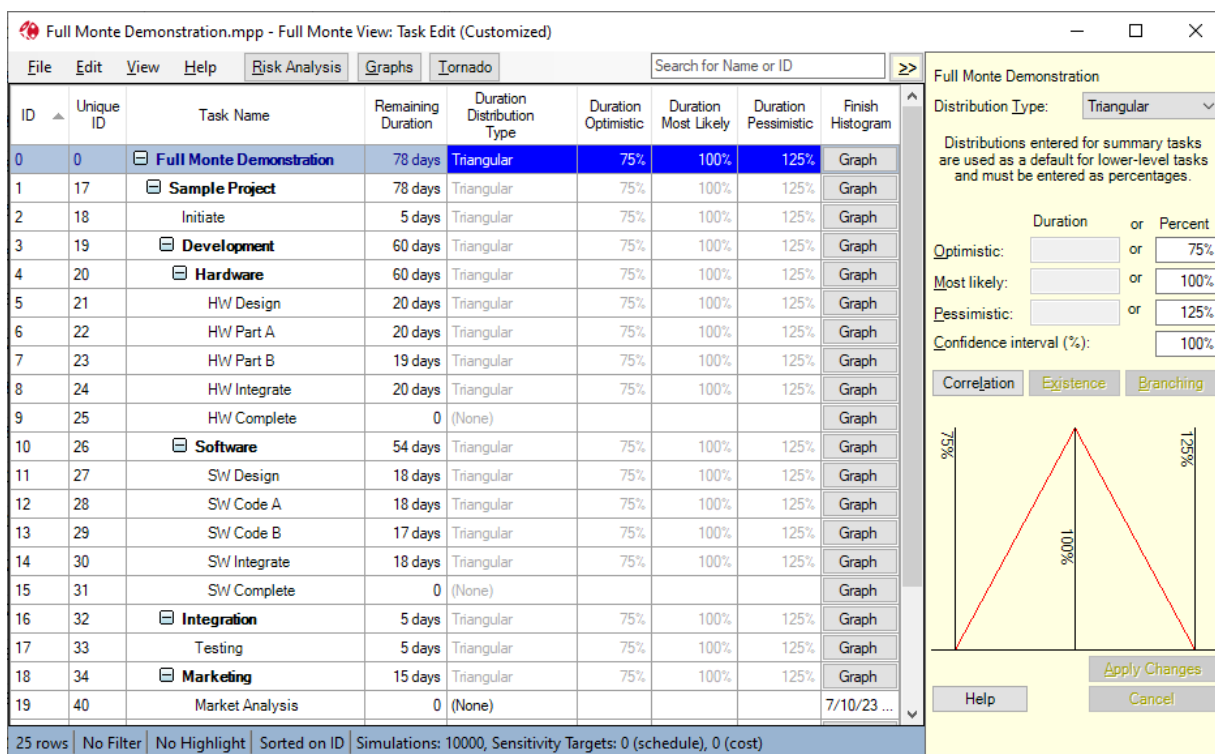 Full Monte Demonstration.mpp - Full Monte View: Task Edit (Customized)
File Edit View Help Risk Analysis Graphs Tornado Search for Name or ID >>
ID Unique ID Task Name Remaining Duration Duration Distribution Type Duration Optimistic Duration Most Likely Duration Pessimistic Finish Histogram
0 0 Full Monte Demonstration 78 days Triangular 75% 100% 125% Graph
1 17 Sample Project 78 days Triangular 75% 100% 125% Graph
2 18 Initiate 5 days Triangular 75% 100% 125% Graph
3 19 Development 60 days Triangular 75% 100% 125% Graph
4 20 Hardware 60 days Triangular 75% 100% 125% Graph
5 21 HW Design 20 days Triangular 75% 100% 125% Graph
6 22 HW Part A 20 days Triangular 75% 100% 125% Graph
7 23 HW Part B 19 days Triangular 75% 100% 125% Graph
8 24 HW Integrate 20 days Triangular 75% 100% 125% Graph
9 25 HW Complete 0 (None) Graph
10 26 Software 54 days Triangular 75% 100% 125% Graph
11 27 SW Design 18 days Triangular 75% 100% 125% Graph
12 28 SW Code A 18 days Triangular 75% 100% 125% Graph
13 29 SW Code B 17 days Triangular 75% 100% 125% Graph
14 30 SW Integrate 18 days Triangular 75% 100% 125% Graph
15 31 SW Complete 0 (None) Graph
16 32 Integration 5 days Triangular 75% 100% 125% Graph
17 33 Testing 5 days Triangular 75% 100% 125% Graph
18 34 Marketing 15 days Triangular 75% 100% 125% Graph
19 40 Market Analysis 0 (None) 7/10/23 ...
25 rows No Filter No Highlight Sorted on ID Simulations: 10000, Sensitivity Targets: 0 (schedule), 0 (cost)
Full Monte Demonstration
Distribution Type: Triangular
Distributions entered for summary tasks
are used as a default for lower-level tasks
and must be entered as percentages.
Duration or Percent
Optimistic: or 75%
Most likely: or 100%
Pessimistic: or 125%
Confidence interval (%): 100%
Correlation Existence Branching
75%
100%
125%
Apply Changes
Help Cancel